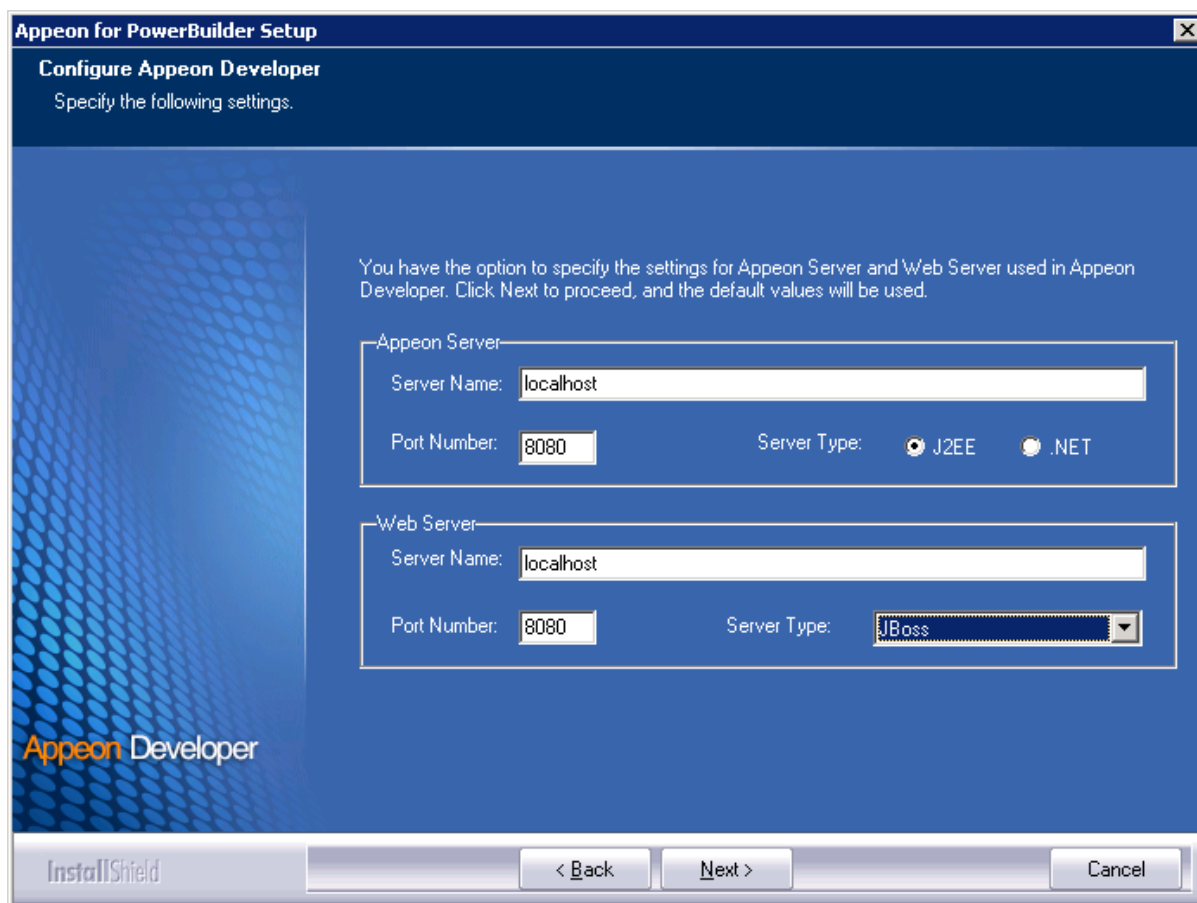 Appeon for PowerBuilder Setup
Configure Appeon Developer
Specify the following settings.
You have the option to specify the settings for Appeon Server and Web Server used in Appeon
Developer. Click Next to proceed, and the default values will be used.
Appeon Server
Server Name: localhost
Port Number: 8080 Server Type: J2EE .NET
Web Server
Server Name: localhost
Port Number: 8080 Server Type: JBoss
Appeon Developer
InstallShield < Back Next > Cancel